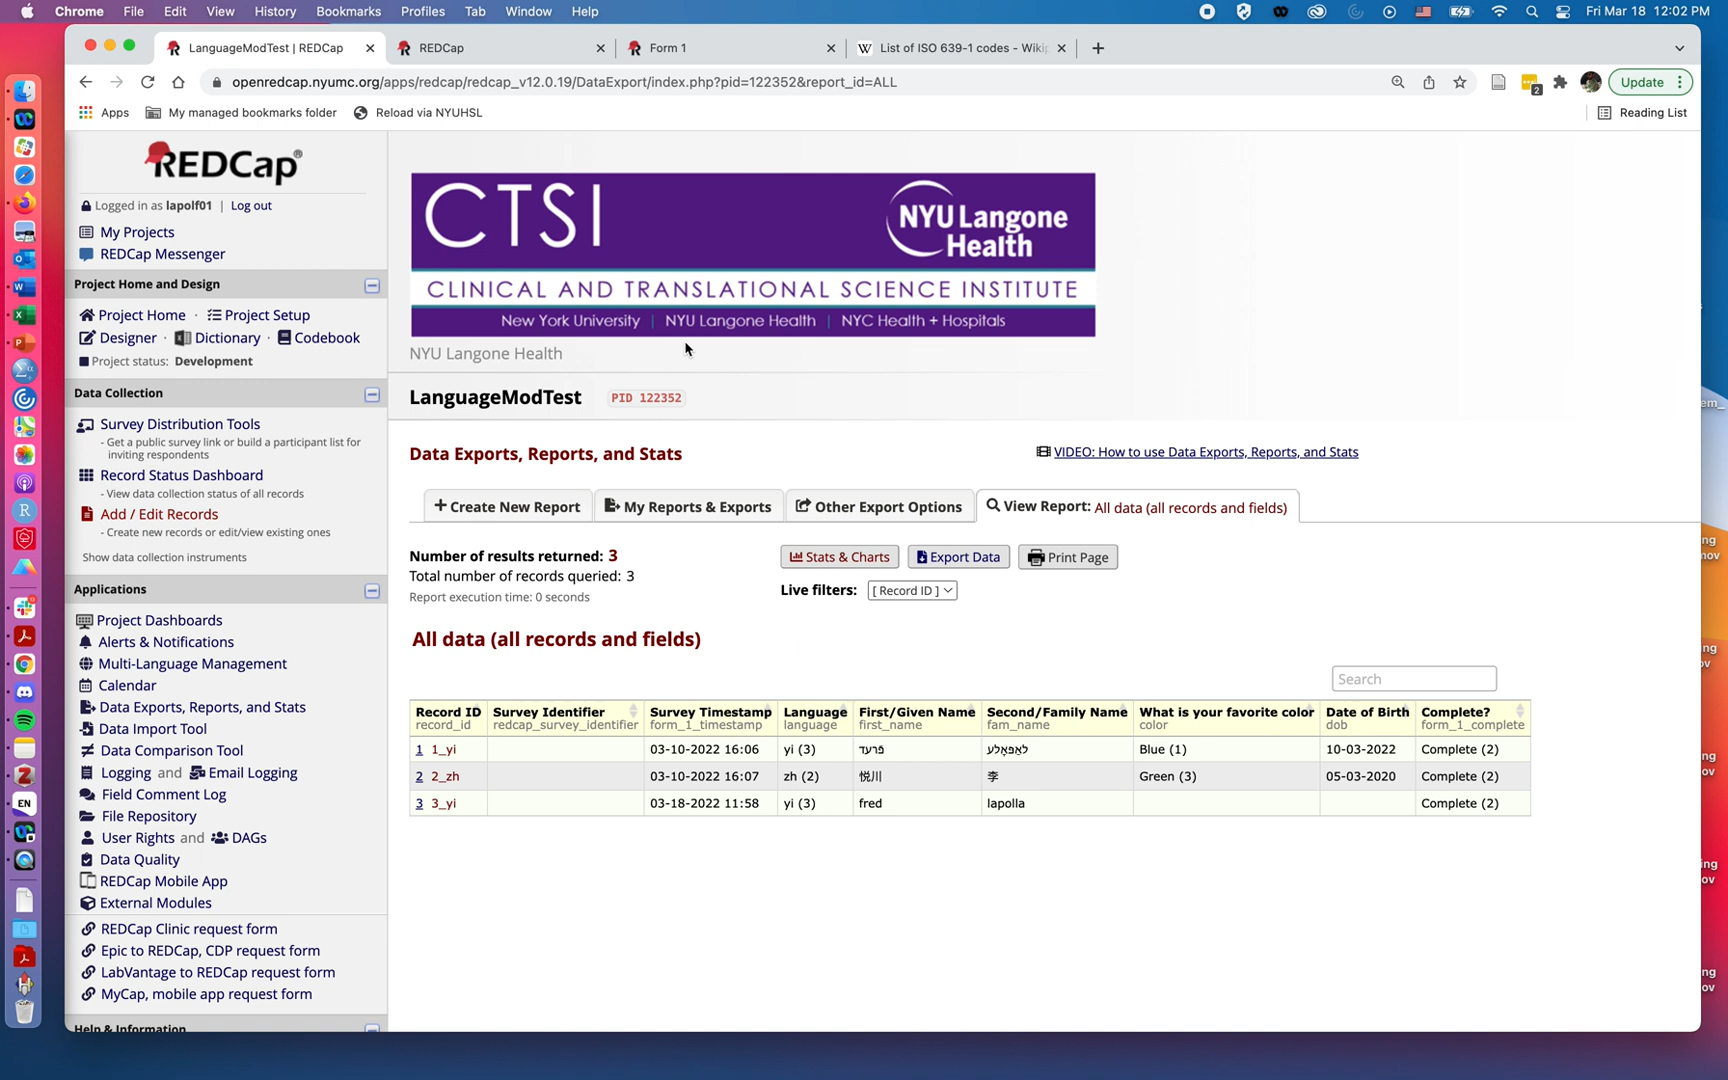 Chrome File Edit View History Bookmarks Profiles Tab Window Help Fri Mar 18 12:02 PM
LanguageModTest | REDCap REDCap Form 1 List of ISO 639-1 codes - Wiki
openredcap.nyumc.org/apps/redcap/redcap_v12.0.19/DataExport/index.php?pid=122352&report_id=ALL 2 Update
Apps My managed bookmarks folder Reload via NYUHSL Reading List
REDCap®
Logged in as lapolf01 | Log out
My Projects
REDCap Messenger
Project Home and Design
Project Home · Project Setup
Designer · Dictionary · Codebook
Project status: Development
Data Collection
Survey Distribution Tools
- Get a public survey link or build a participant list for
inviting respondents
Record Status Dashboard
- View data collection status of all records
Add / Edit Records
- Create new records or edit/view existing ones
Show data collection instruments
Applications
Project Dashboards
Alerts & Notifications
Multi-Language Management
Calendar
Data Exports, Reports, and Stats
Data Import Tool
Data Comparison Tool
Logging and Email Logging
Field Comment Log
File Repository
User Rights and DAGs
Data Quality
REDCap Mobile App
External Modules
REDCap Clinic request form
Epic to REDCap, CDP request form
LabVantage to REDCap request form
MyCap, mobile app request form
Help & Information
CTSI NYU Langone
Health
CLINICAL AND TRANSLATIONAL SCIENCE INSTITUTE
New York University | NYU Langone Health | NYC Health + Hospitals
NYU Langone Health
LanguageModTest PID 122352
Data Exports, Reports, and Stats VIDEO: How to use Data Exports, Reports, and Stats
+ Create New Report My Reports & Exports Other Export Options View Report: All data (all records and fields)
Number of results returned: 3 Stats & Charts Export Data Print Page
Total number of records queried: 3
Live filters: [ Record ID ]
Report execution time: 0 seconds
All data (all records and fields)
Search
Record ID Survey Identifier Survey Timestamp Language First/Given Name Second/Family Name What is your favorite color Date of Birth Complete?
record_id redcap_survey_identifier form_1_timestamp language first_name fam_name color dob form_1_complete
1 1_yi 03-10-2022 16:06 yi (3) פֿרעד לאַפּאָלע Blue (1) 10-03-2022 Complete (2)
2 2_zh 03-10-2022 16:07 zh (2) 悦川 李 Green (3) 05-03-2020 Complete (2)
3 3_yi 03-18-2022 11:58 yi (3) fred lapolla Complete (2)
EN